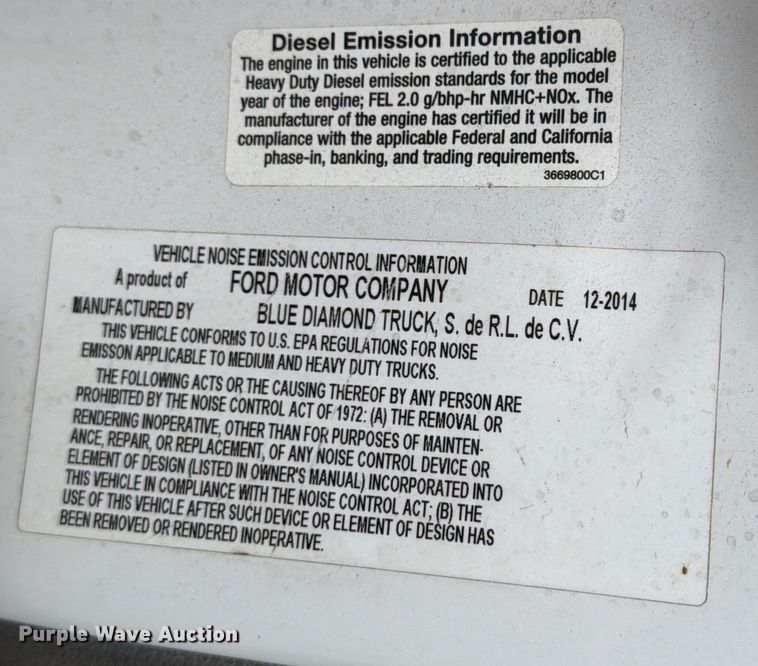 Diesel Emission Information
The engine in this vehicle is certified to the applicable
Heavy Duty Diesel emission standards for the model
year of the engine; FEL 2.0 g/bhp-hr NMHC+NOx. The
manufacturer of the engine has certified it will be in
compliance with the applicable Federal and California
phase-in, banking, and trading requirements.
3669800C1
VEHICLE NOISE EMISSION CONTROL INFORMATION
A product of FORD MOTOR COMPANY DATE 12-2014
MANUFACTURED BY BLUE DIAMOND TRUCK, S. de R.L. de C.V.
THIS VEHICLE CONFORMS TO U.S. EPA REGULATIONS FOR NOISE
EMISSON APPLICABLE TO MEDIUM AND HEAVY DUTY TRUCKS.
THE FOLLOWING ACTS OR THE CAUSING THEREOF BY ANY PERSON ARE
PROHIBITED BY THE NOISE CONTROL ACT OF 1972: (A) THE REMOVAL OR
RENDERING INOPERATIVE, OTHER THAN FOR PURPOSES OF MAINTEN-
ANCE, REPAIR, OR REPLACEMENT, OF ANY NOISE CONTROL DEVICE OR
ELEMENT OF DESIGN (LISTED IN OWNER'S MANUAL) INCORPORATED INTO
THIS VEHICLE IN COMPLIANCE WITH THE NOISE CONTROL ACT; (B) THE
USE OF THIS VEHICLE AFTER SUCH DEVICE OR ELEMENT OF DESIGN HAS
BEEN REMOVED OR RENDERED INOPERATIVE.
Purple Wave Auction